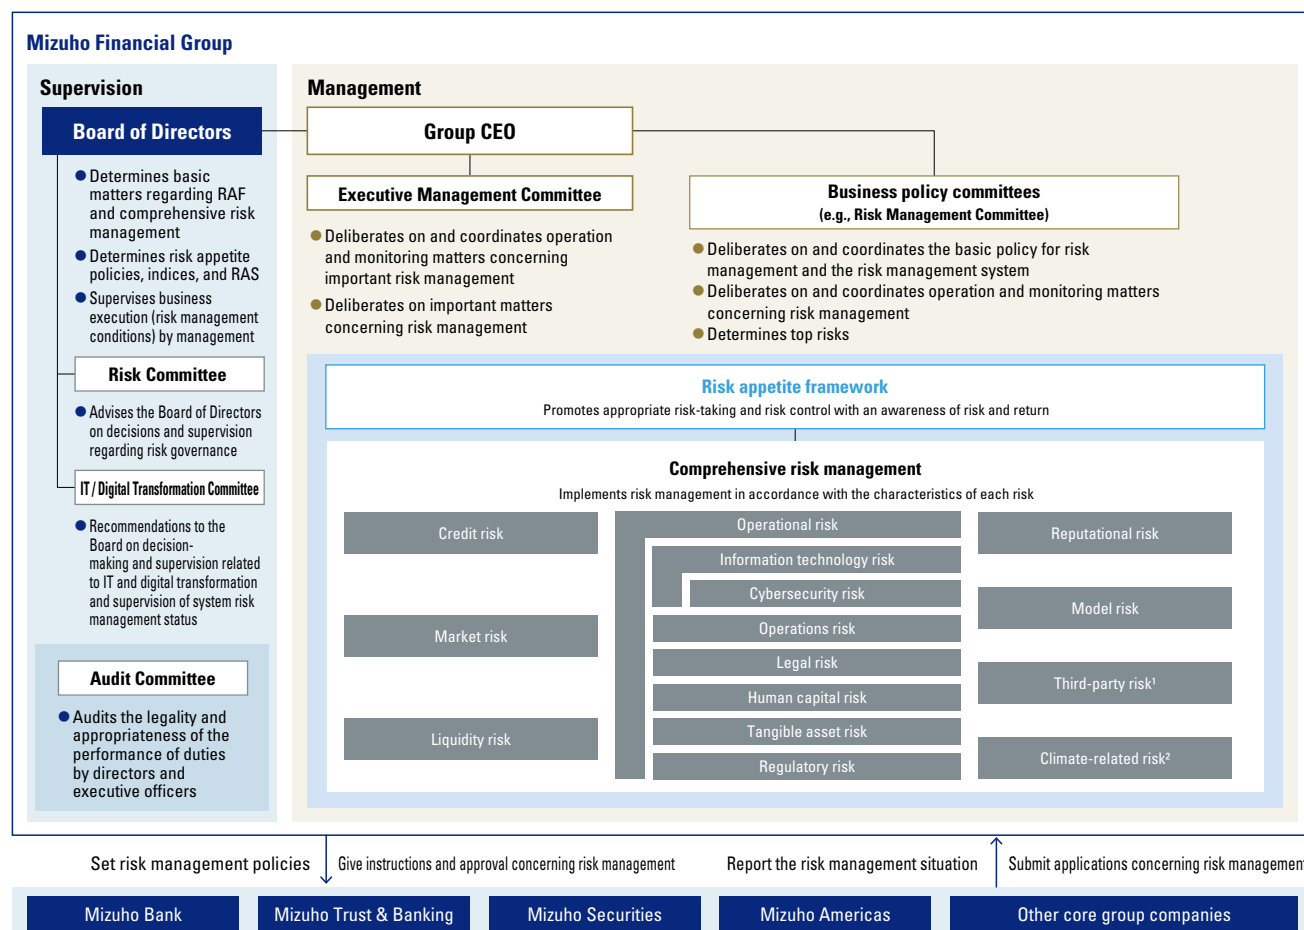 Mizuho Financial Group
Supervision
Board of Directors
● Determines basic
matters regarding RAF
and comprehensive risk
management
● Determines risk appetite
policies, indices, and RAS
● Supervises business
execution (risk management
conditions) by management
Risk Committee
● Advises the Board of Directors
on decisions and supervision
regarding risk governance
IT / Digital Transformation Committee
● Recommendations to the
Board on decision-
making and supervision related
to IT and digital transformation
and supervision of system risk
management status
Audit Committee
● Audits the legality and
appropriateness of the
performance of duties
by directors and
executive officers
Management
Group CEO
Executive Management Committee
● Deliberates on and coordinates operation
and monitoring matters concerning
important risk management
● Deliberates on important matters
concerning risk management
Business policy committees
(e.g., Risk Management Committee)
● Deliberates on and coordinates the basic policy for risk
management and the risk management system
● Deliberates on and coordinates operation and monitoring matters
concerning risk management
● Determines top risks
Risk appetite framework
Promotes appropriate risk-taking and risk control with an awareness of risk and return
Comprehensive risk management
Implements risk management in accordance with the characteristics of each risk
Credit risk
Market risk
Liquidity risk
Operational risk
Information technology risk
Cybersecurity risk
Operations risk
Legal risk
Human capital risk
Tangible asset risk
Regulatory risk
Reputational risk
Model risk
Third-party risk¹
Climate-related risk²
Set risk management policies
Give instructions and approval concerning risk management
Report the risk management situation
Submit applications concerning risk management
Mizuho Bank
Mizuho Trust & Banking
Mizuho Securities
Mizuho Americas
Other core group companies